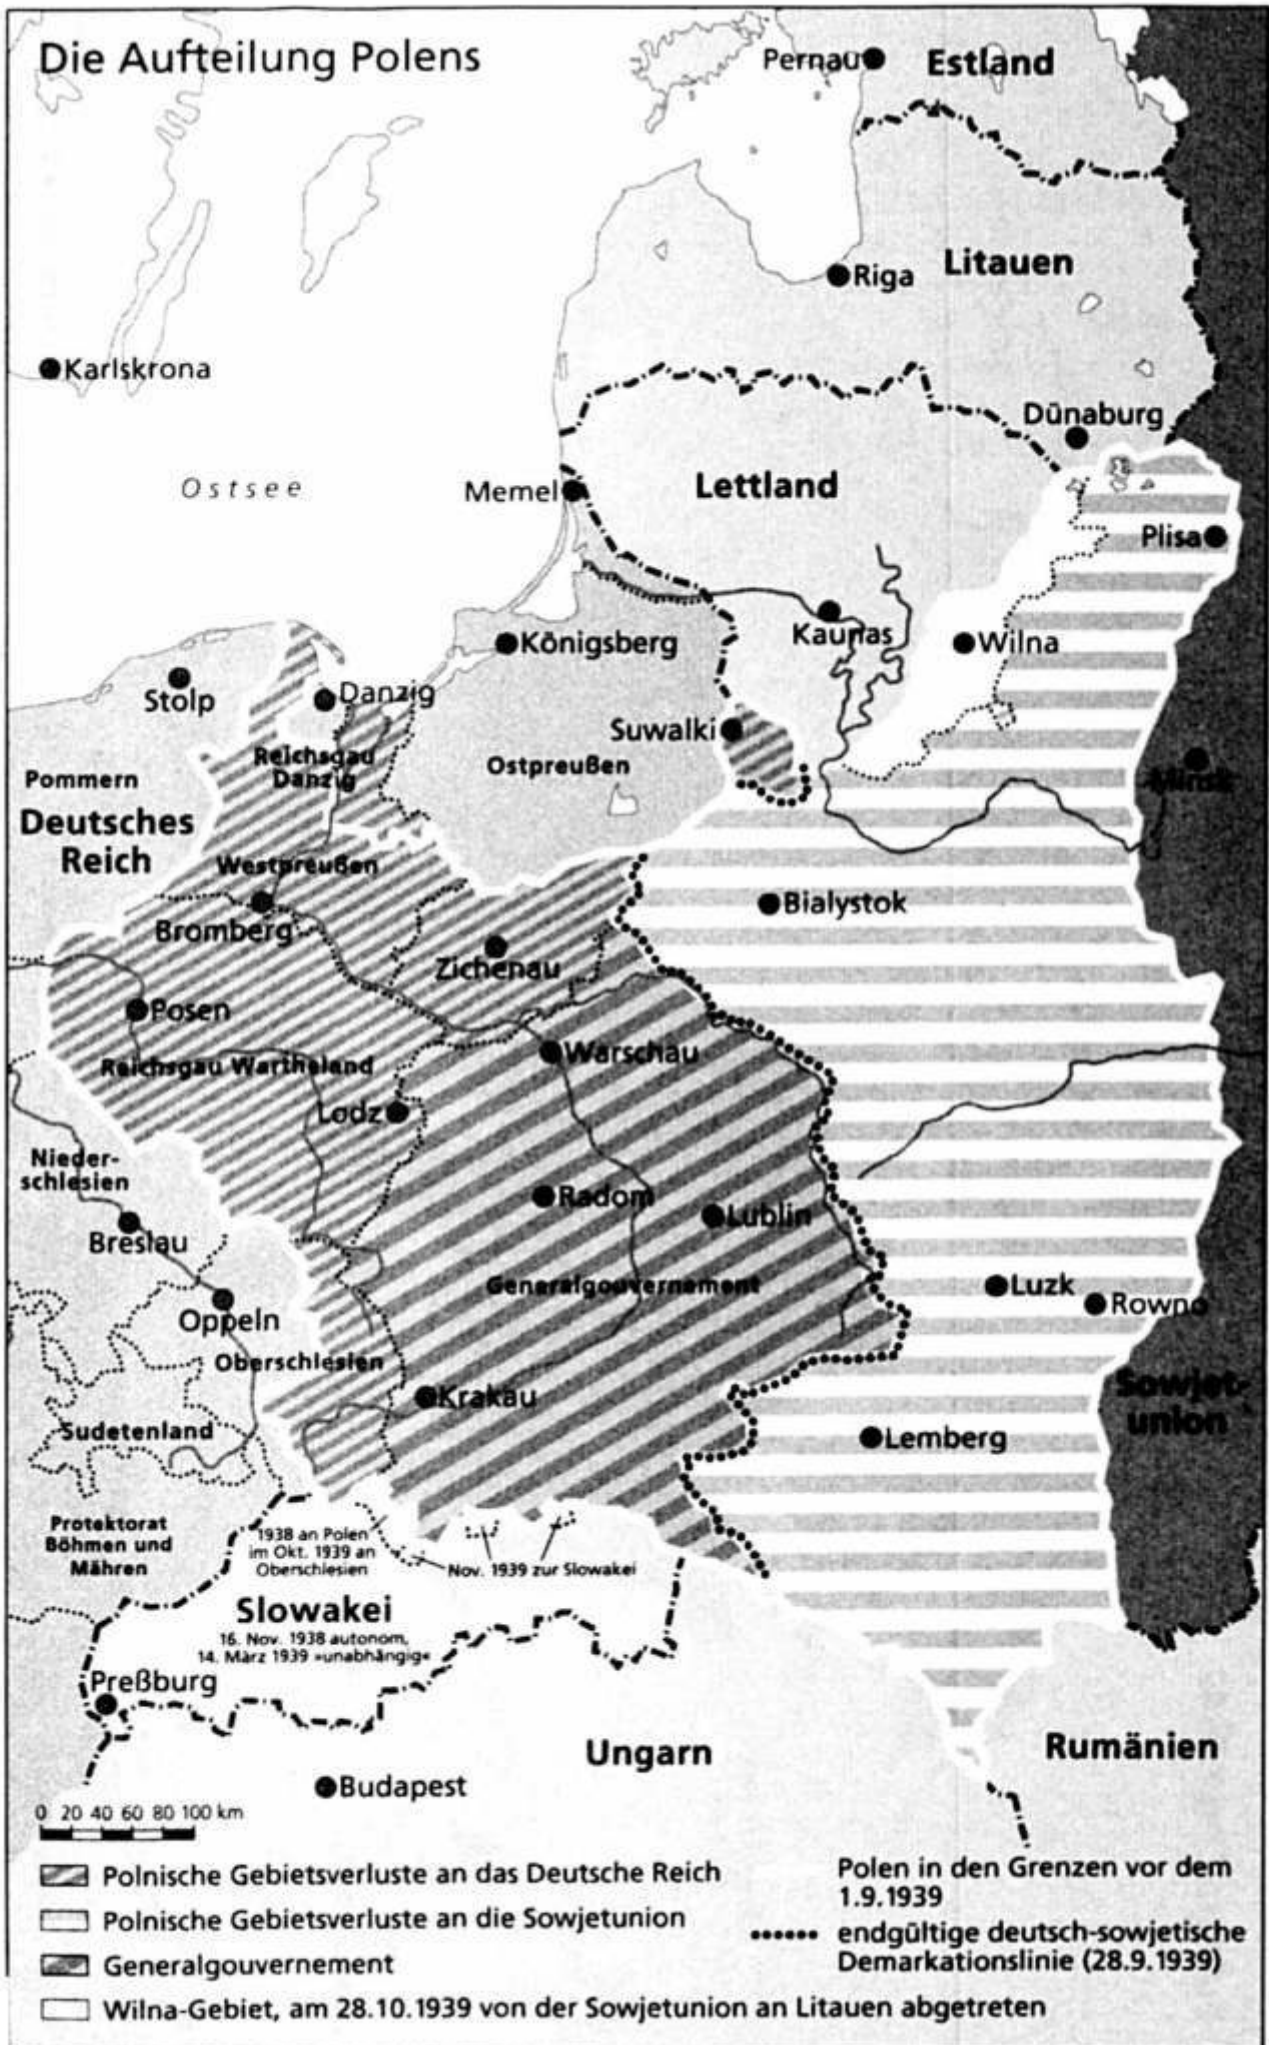 Die Aufteilung Polens
Pernau
Estland
Litauen
Riga
Karlskrona
Dünaburg
Ostsee
Memel
Lettland
Plisa
Kaunas
Wilna
Königsberg
Stolp
Danzig
Suwalki
Reichsgau
Danzig
Ostpreußen
Minsk
Pommern
Deutsches
Reich
Westpreußen
Bialystok
Bromberg
Zichenau
Posen
Warschau
Reichsgau Wartheland
Lodz
Nieder-
schlesien
Radom
Lublin
Breslau
Generalgouvernement
Luzk
Rowno
Oppeln
Oberschlesien
Krakau
Sowjet-
union
Sudetenland
Lemberg
Protektorat
Böhmen und
Mähren
1938 an Polen
im Okt. 1939 an
Oberschlesien
Nov. 1939 zur Slowakei
Slowakei
16. Nov. 1938 autonom,
14. März 1939 »unabhängig«
Preßburg
Ungarn
Rumänien
Budapest
0 20 40 60 80 100 km
Polnische Gebietsverluste an das Deutsche Reich
Polnische Gebietsverluste an die Sowjetunion
Generalgouvernement
Wilna-Gebiet, am 28.10.1939 von der Sowjetunion an Litauen abgetreten
Polen in den Grenzen vor dem
1.9.1939
endgültige deutsch-sowjetische
Demarkationslinie (28.9.1939)